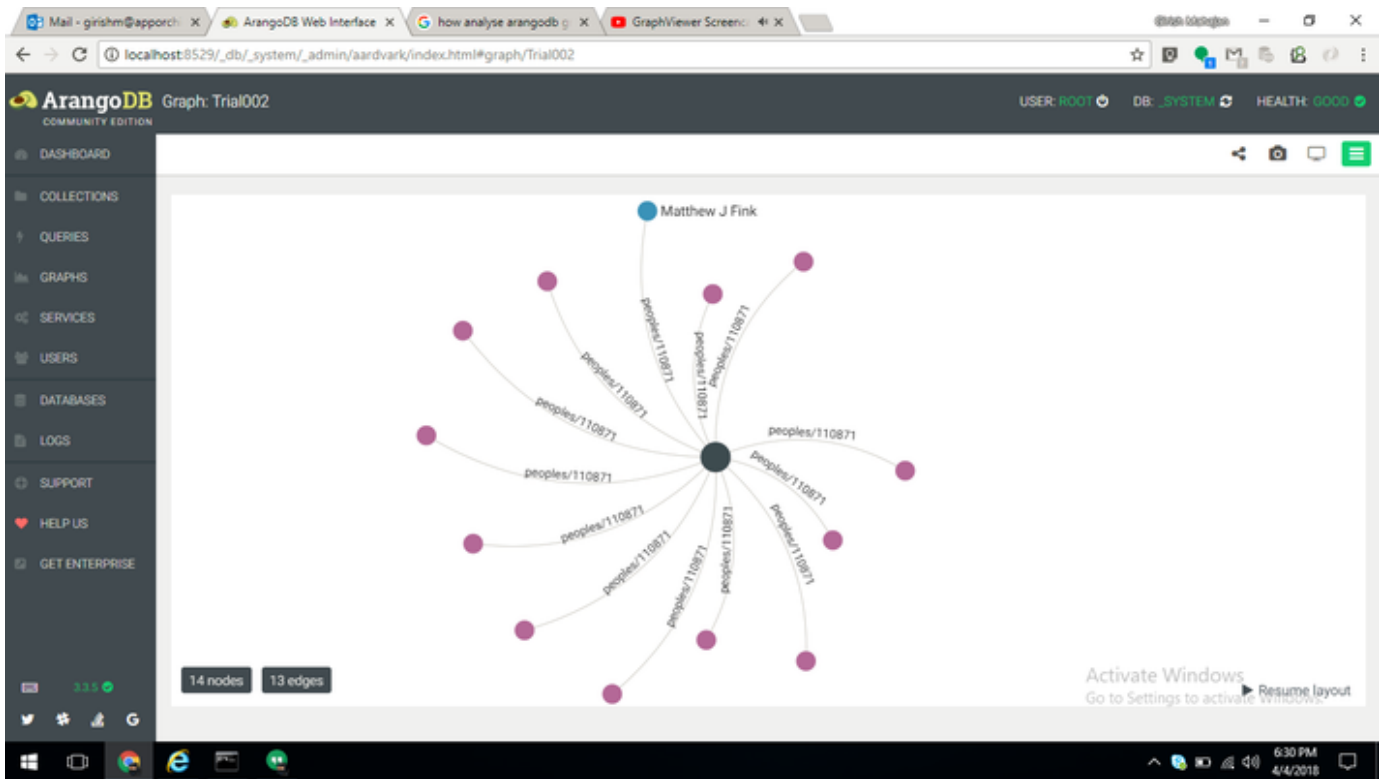 Mail - girishm@apporch
ArangoDB Web Interface
how analyse arangodb g
GraphViewer Screenc
localhost:8529/_db/_system/_admin/aardvark/index.html#graph/Trial002
ArangoDB
COMMUNITY EDITION
Graph: Trial002
USER: ROOT
DB: _SYSTEM
HEALTH: GOOD
DASHBOARD
COLLECTIONS
QUERIES
GRAPHS
SERVICES
USERS
DATABASES
LOGS
SUPPORT
HELP US
GET ENTERPRISE
3.3.5
Matthew J Fink
peoples/110871
peoples/110871
peoples/110871
peoples/110871
peoples/110871
peoples/110871
peoples/110871
peoples/110871
peoples/110871
peoples/110871
peoples/110871
peoples/110871
peoples/110871
14 nodes
13 edges
Activate Windows
Go to Settings to activate Windows.
Resume layout
6:30 PM
4/4/2018